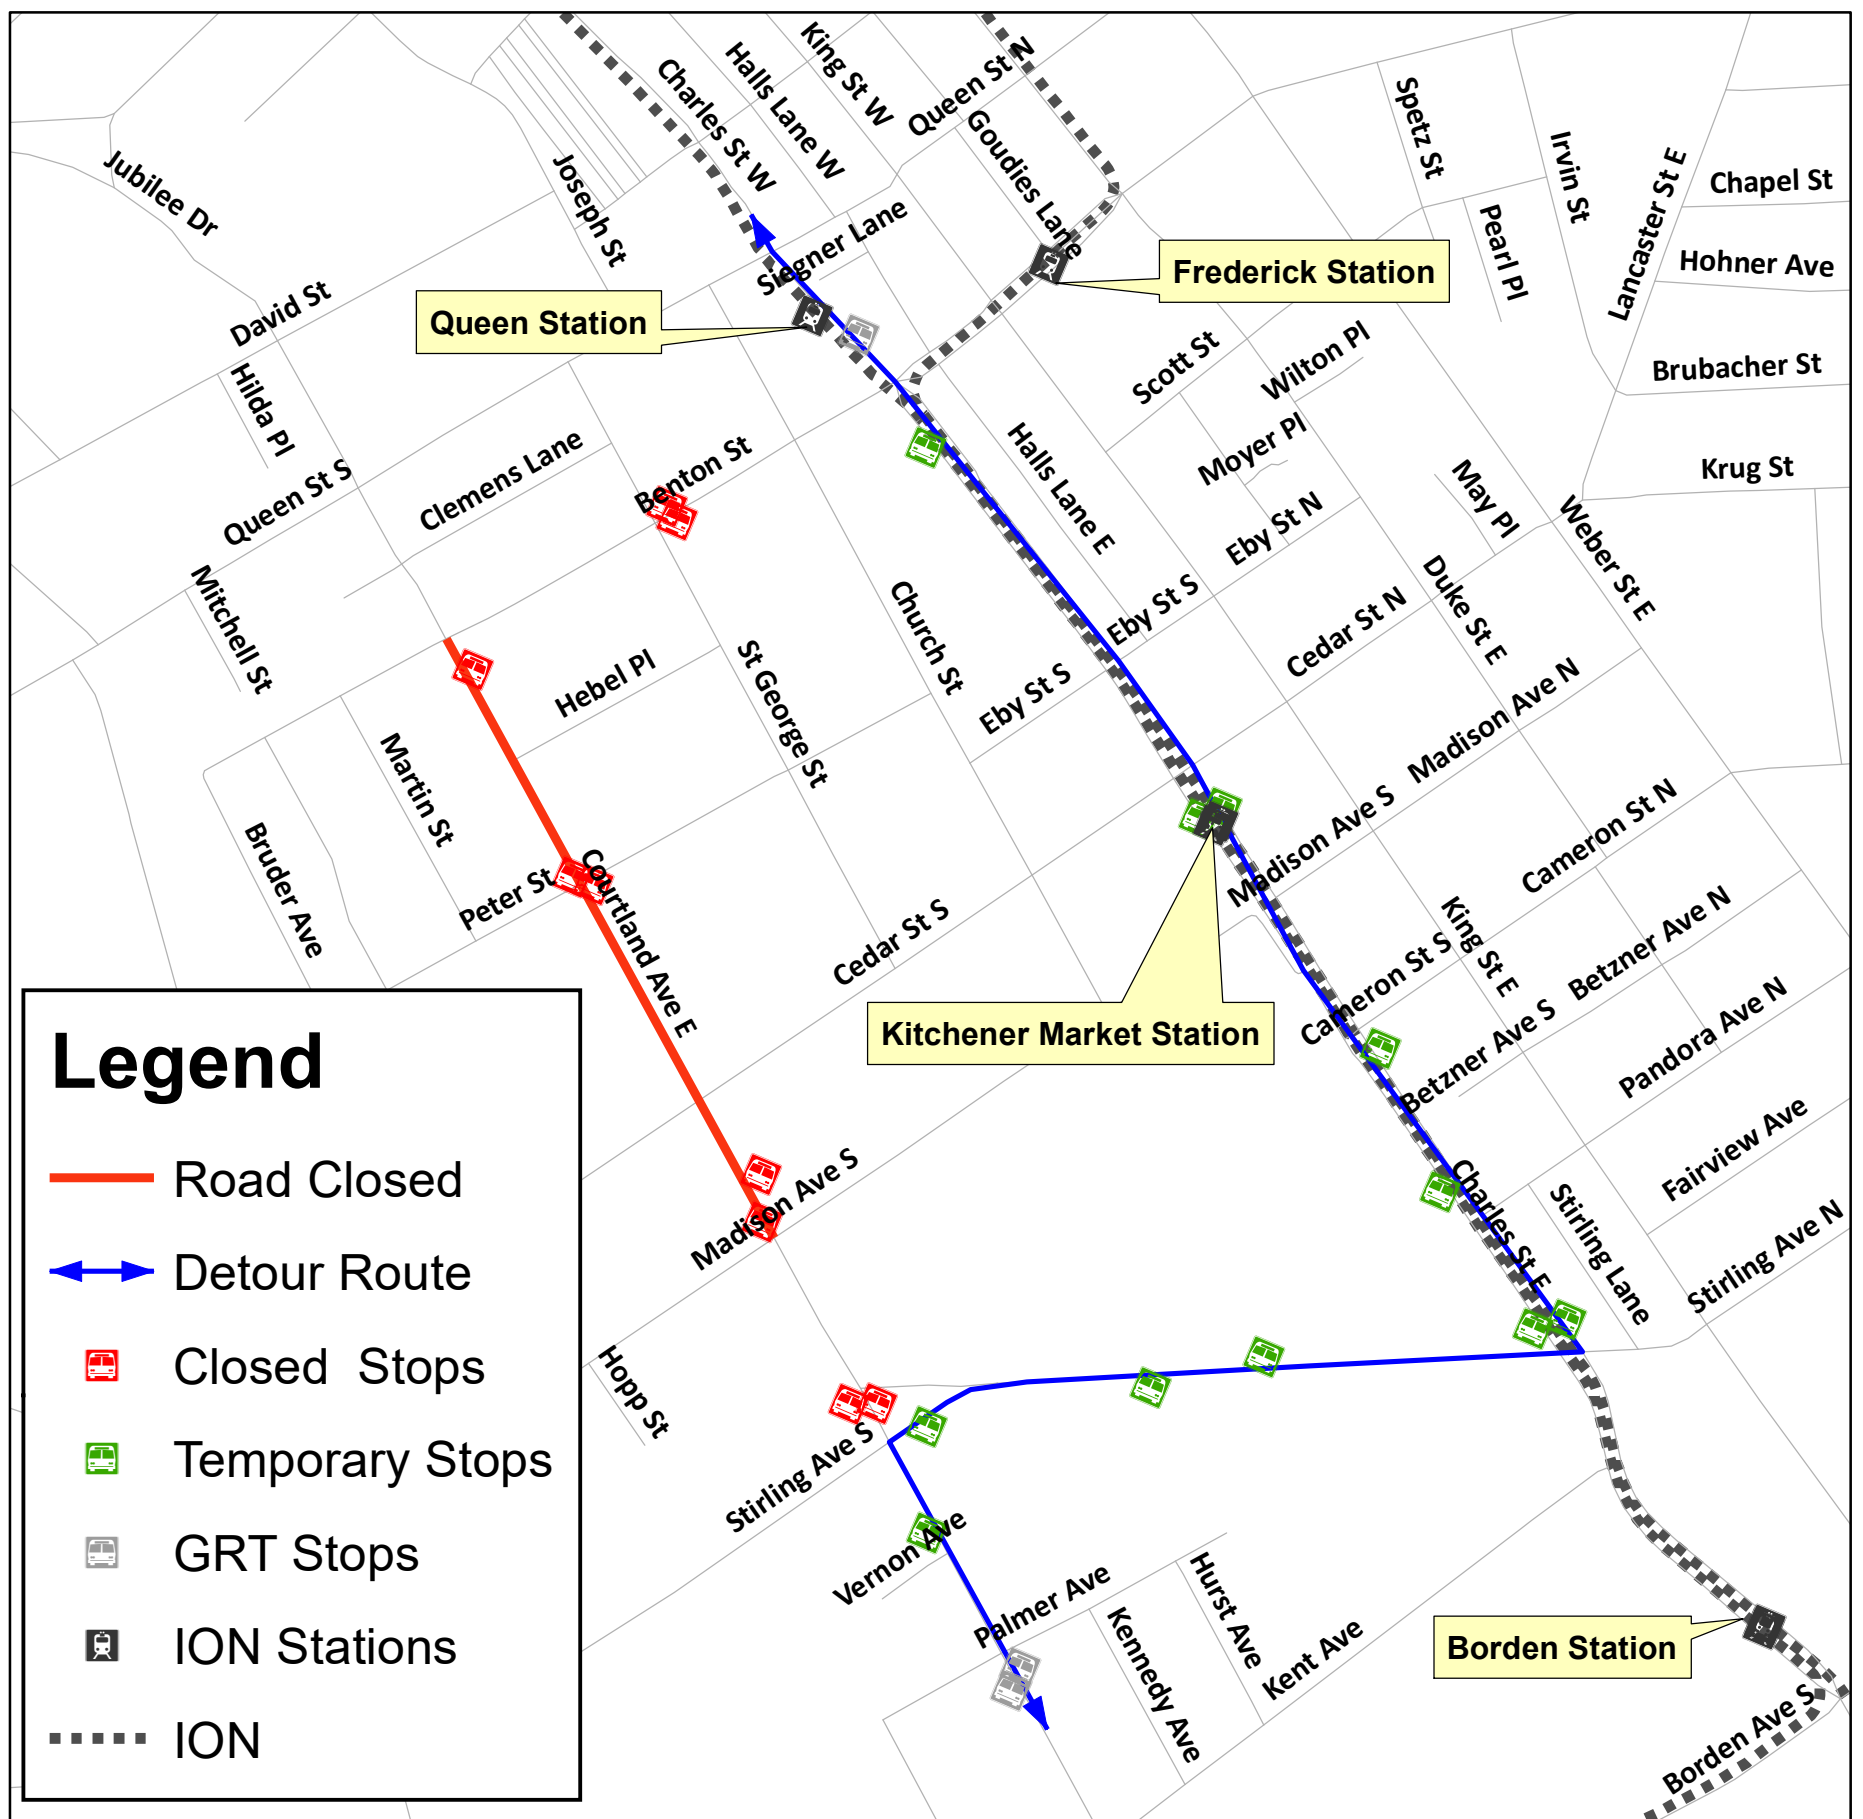 King St W
Halls Lane W
Charles St W
Queen St N
Goudies Lane
Spetz St
Irvin St
Lancaster St E
Chapel St
Jubilee Dr
Joseph St
Siegner Lane
Pearl Pl
Hohner Ave
Frederick Station
Queen Station
David St
Hilda Pl
Scott St
Wilton Pl
Brubacher St
Queen St S
Clemens Lane
Benton St
Halls Lane E
Moyer Pl
Eby St N
May Pl
Krug St
Weber St E
Mitchell St
Hebel Pl
St George St
Church St
Eby St S
Eby St S
Cedar St N
Duke St E
Madison Ave N
Martin St
Bruder Ave
Peter St
Courtland Ave E
Cedar St S
Madison Ave S
Cameron St N
King St E
Cameron St S
Betzner Ave N
Betzner Ave S
Pandora Ave N
Kitchener Market Station
Fairview Ave
Madison Ave S
Charles St E
Stirling Lane
Stirling Ave N
Hopp St
Stirling Ave S
Vernon Ave
Palmer Ave
Hurst Ave
Kennedy Ave
Kent Ave
Borden Station
Borden Ave S
Legend
Road Closed
Detour Route
Closed  Stops
Temporary Stops
GRT Stops
ION Stations
ION